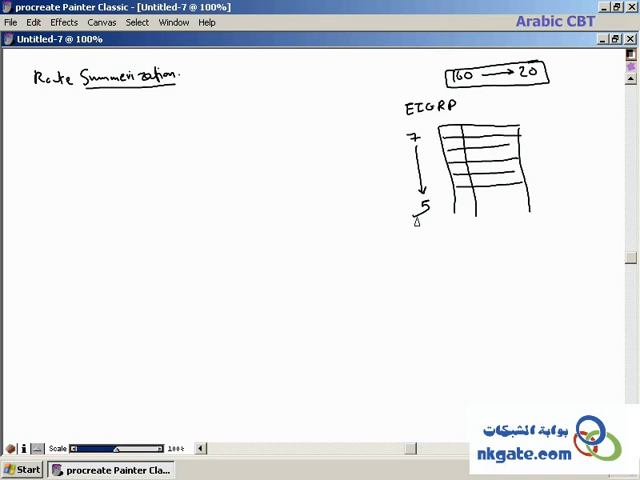 procreate Painter Classic - [Untitled-7 @ 100%]
File Edit Effects Canvas Select Window Help
Arabic CBT
Untitled-7 @ 100%
Route Summerization.
160 → 20
EIGRP
7
5
Scale 100%
بوابة الشبكات
nkgate.com
Start procreate Painter Cla...